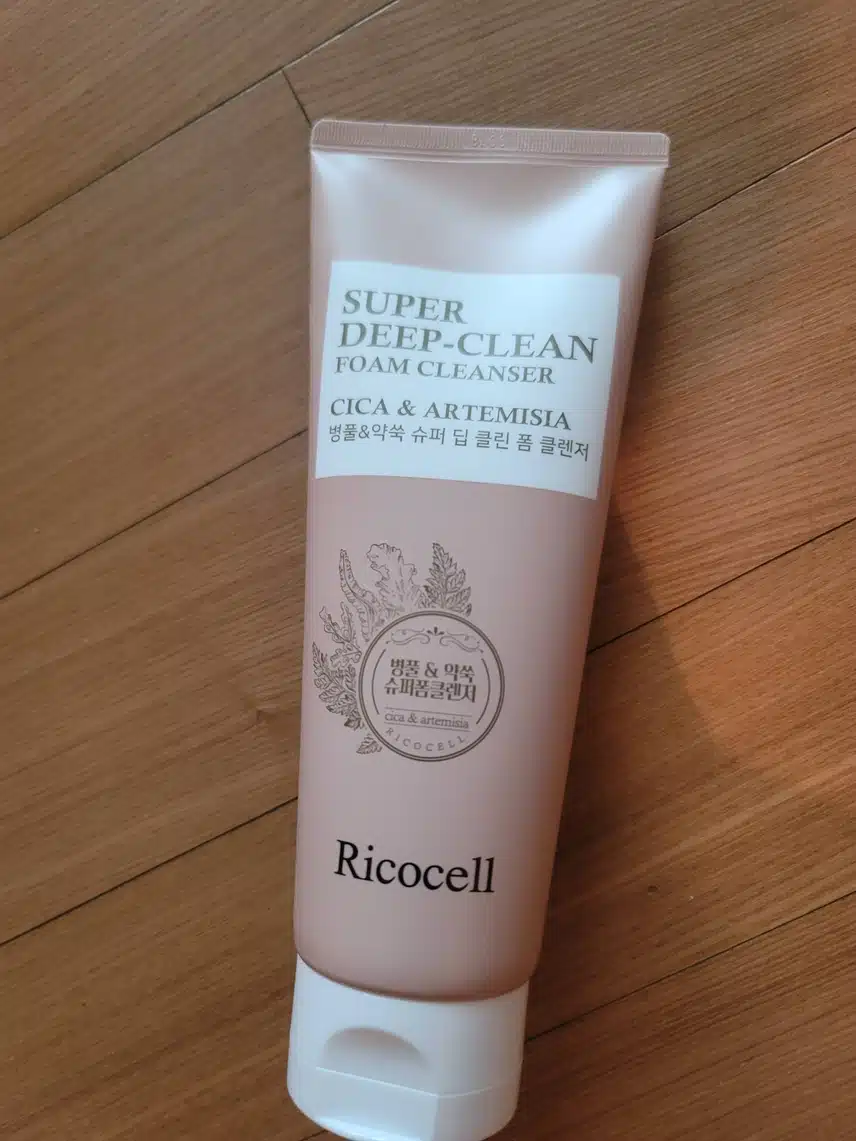 SUPER
DEEP-CLEAN
FOAM CLEANSER
CICA & ARTEMISIA
병풀&약쑥 슈퍼 딥 클린 폼 클렌저
병풀 & 약쑥
슈퍼폼클렌저
cica & artemisia
RICOCELL
Ricocell